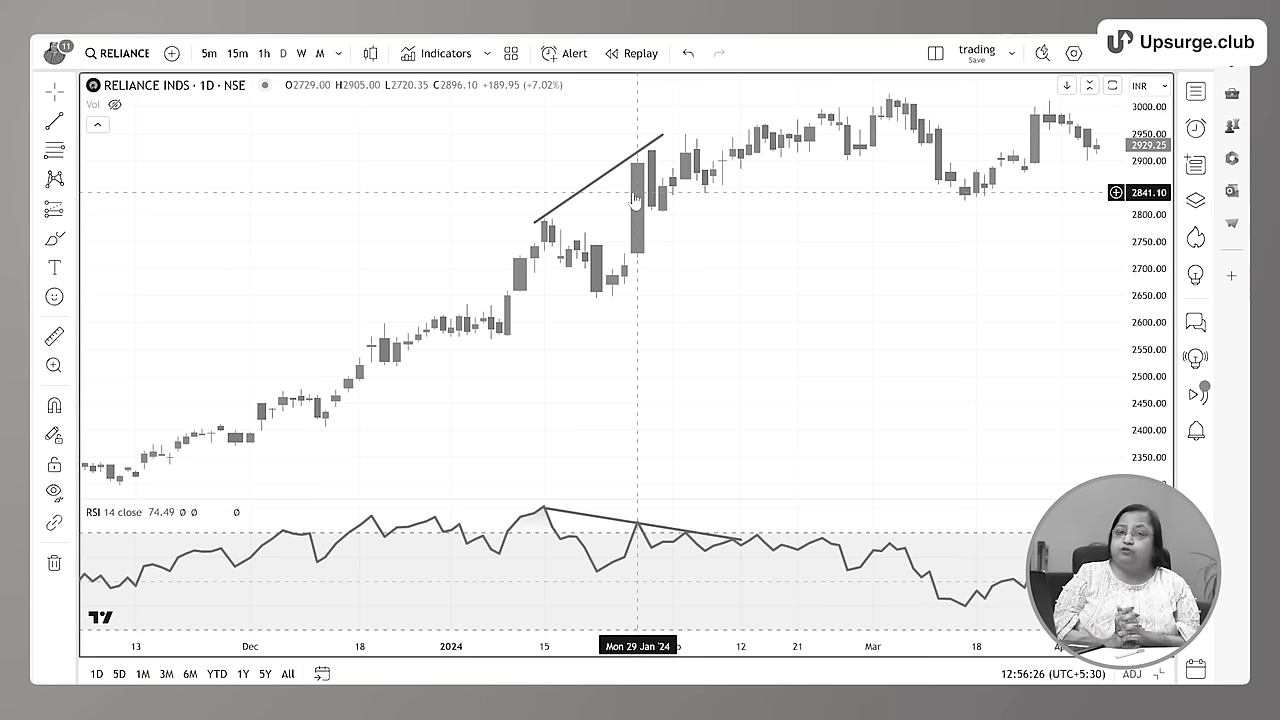 Upsurge.club
11
RELIANCE
5m 15m 1h D W M
Indicators
Alert
Replay
trading
Save
RELIANCE INDS · 1D · NSE
O2729.00 H2905.00 L2720.35 C2896.10 +189.95 (+7.02%)
INR
Vol
3000.00
2950.00
2929.25
2900.00
2841.10
2800.00
2750.00
2700.00
2650.00
2600.00
2550.00
2500.00
2450.00
2400.00
2350.00
RSI 14 close 74.49 Ø Ø Ø
13 Dec 18 2024 15 Mon 29 Jan '24 12 21 Mar 18
1D 5D 1M 3M 6M YTD 1Y 5Y All
12:56:26 (UTC+5:30) ADJ